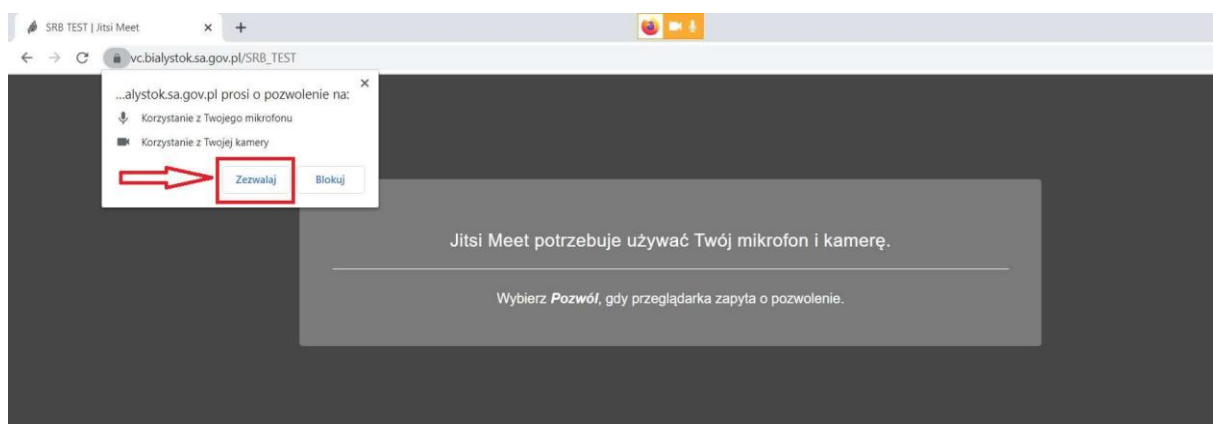 SRB TEST | Jitsi Meet
vc.bialystok.sa.gov.pl/SRB_TEST
...alystok.sa.gov.pl prosi o pozwolenie na:
Korzystanie z Twojego mikrofonu
Korzystanie z Twojej kamery
Zezwalaj Blokuj
Jitsi Meet potrzebuje używać Twój mikrofon i kamerę.
Wybierz Pozwól, gdy przeglądarka zapyta o pozwolenie.